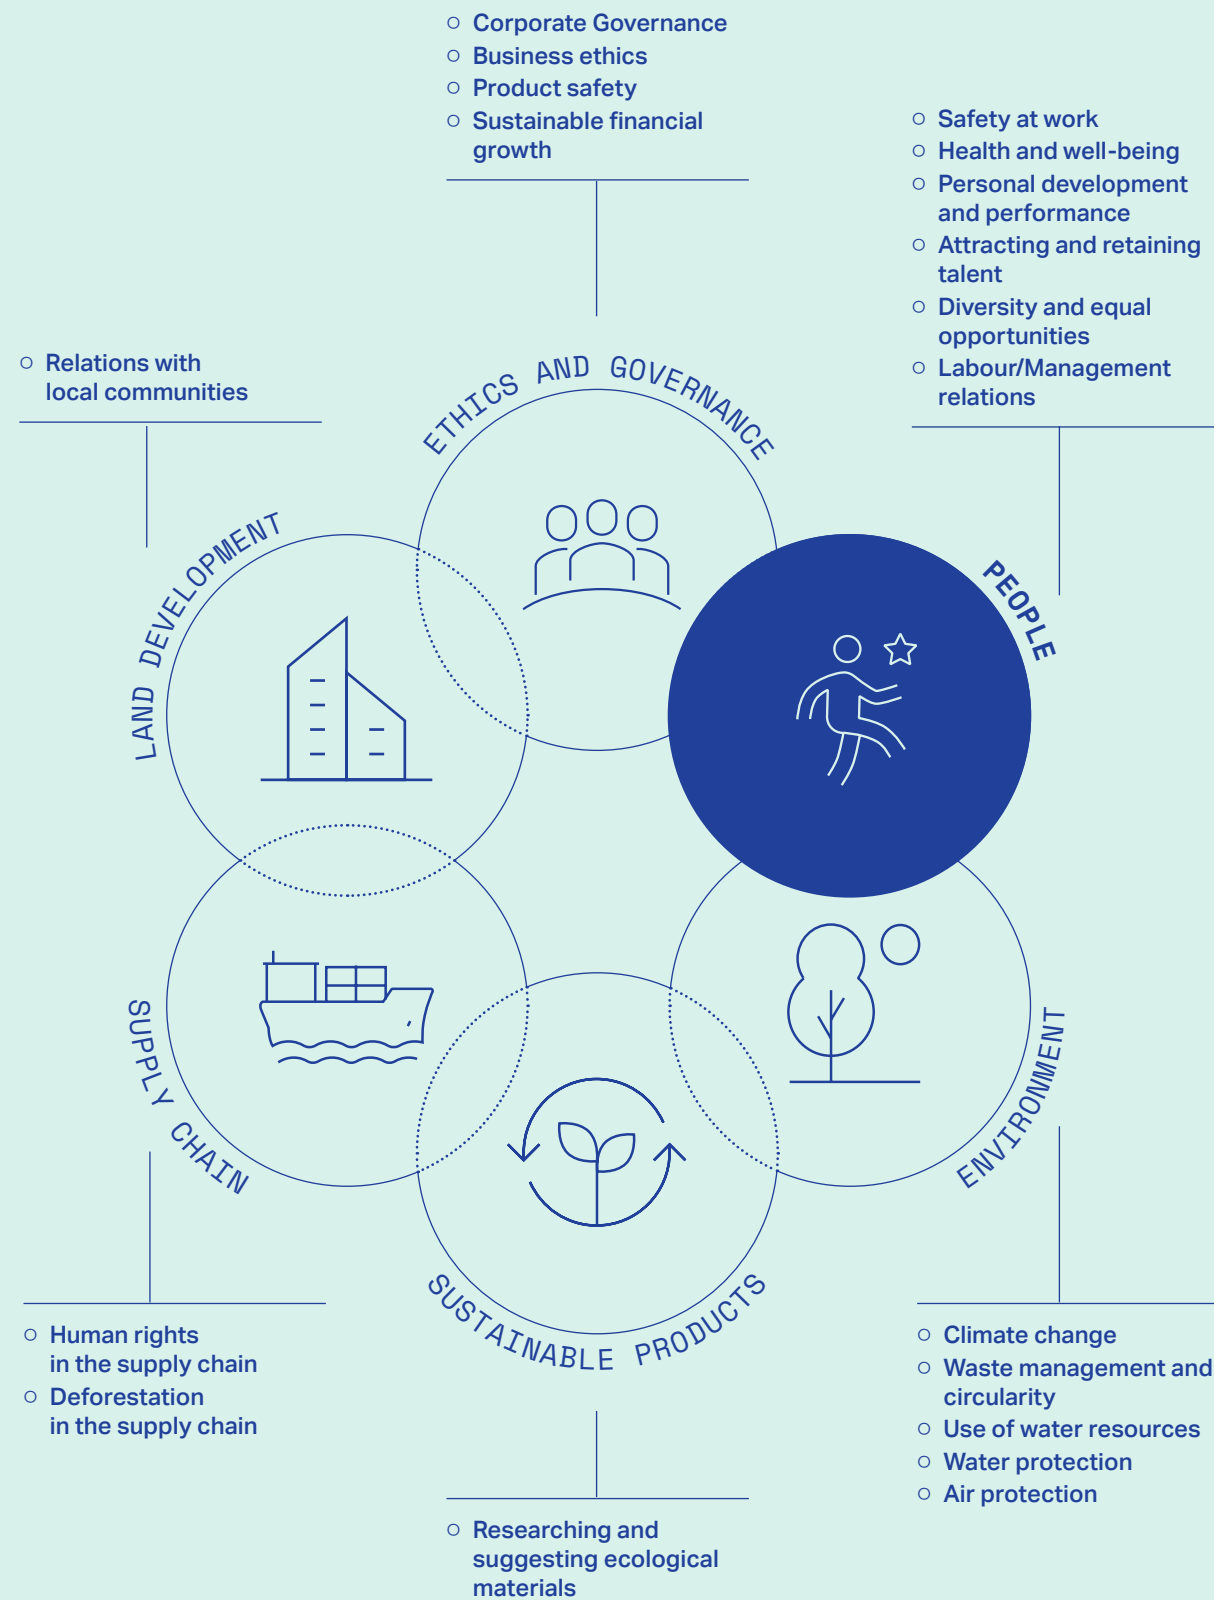 Corporate Governance
Business ethics
Product safety
Sustainable financial
growth
Safety at work
Health and well-being
Personal development
and performance
Attracting and retaining
talent
Diversity and equal
opportunities
Labour/Management
relations
Relations with
local communities
ETHICS AND GOVERNANCE
LAND DEVELOPMENT
PEOPLE
SUPPLY CHAIN
ENVIRONMENT
SUSTAINABLE PRODUCTS
Human rights
in the supply chain
Deforestation
in the supply chain
Climate change
Waste management and
circularity
Use of water resources
Water protection
Air protection
Researching and
suggesting ecological
materials